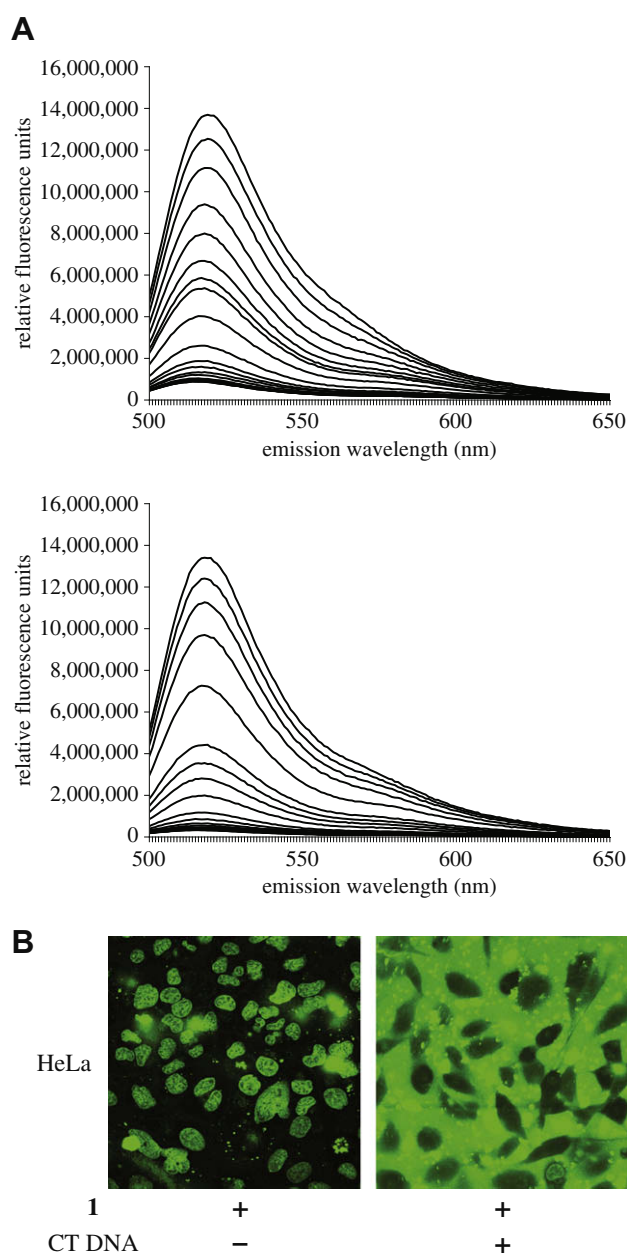 A
relative fluorescence units
16,000,000
14,000,000
12,000,000
10,000,000
8,000,000
6,000,000
4,000,000
2,000,000
0
500 550 600 650
emission wavelength (nm)
relative fluorescence units
16,000,000
14,000,000
12,000,000
10,000,000
8,000,000
6,000,000
4,000,000
2,000,000
0
500 550 600 650
emission wavelength (nm)
B
HeLa
1 + +
CT DNA − +